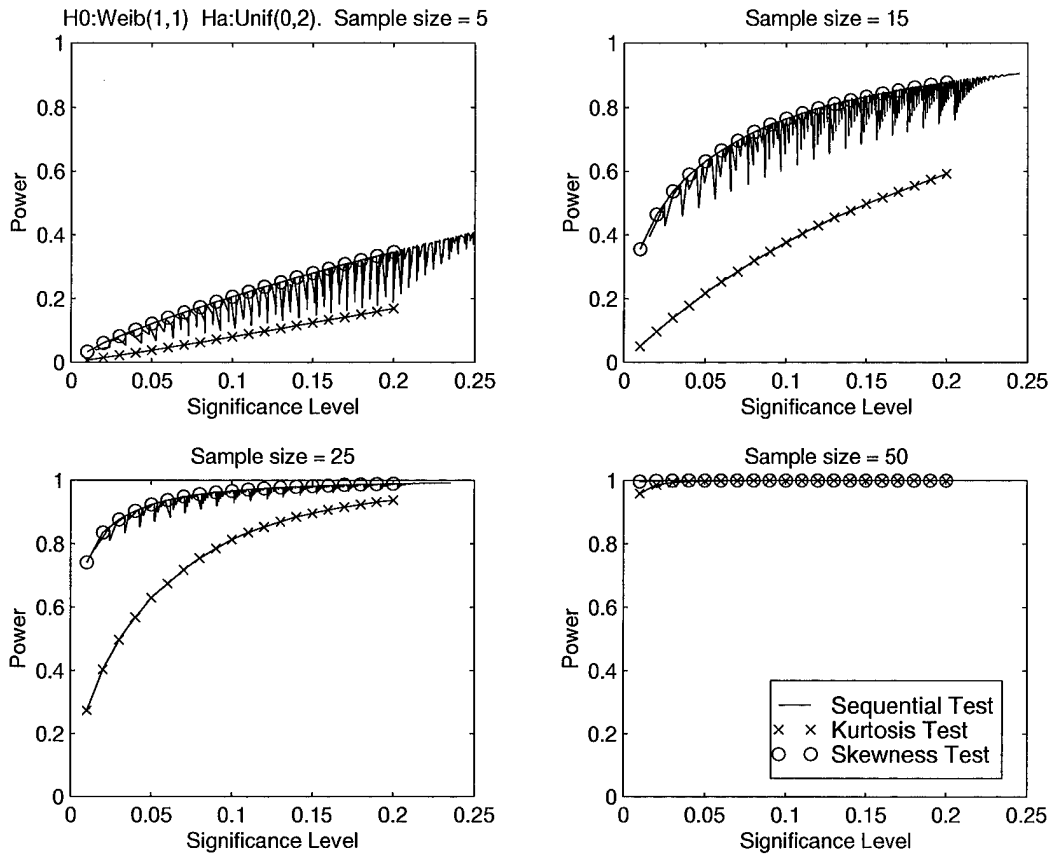 H0:Weib(1,1) Ha:Unif(0,2). Sample size = 5
1
0.8
0.6
0.4
0.2
0
Power
0 0.05 0.1 0.15 0.2 0.25
Significance Level
Sample size = 15
1
0.8
0.6
0.4
0.2
0
Power
0 0.05 0.1 0.15 0.2 0.25
Significance Level
Sample size = 25
1
0.8
0.6
0.4
0.2
0
Power
0 0.05 0.1 0.15 0.2 0.25
Significance Level
Sample size = 50
1
0.8
0.6
0.4
0.2
0
Power
0 0.05 0.1 0.15 0.2 0.25
Significance Level
Sequential Test
Kurtosis Test
Skewness Test